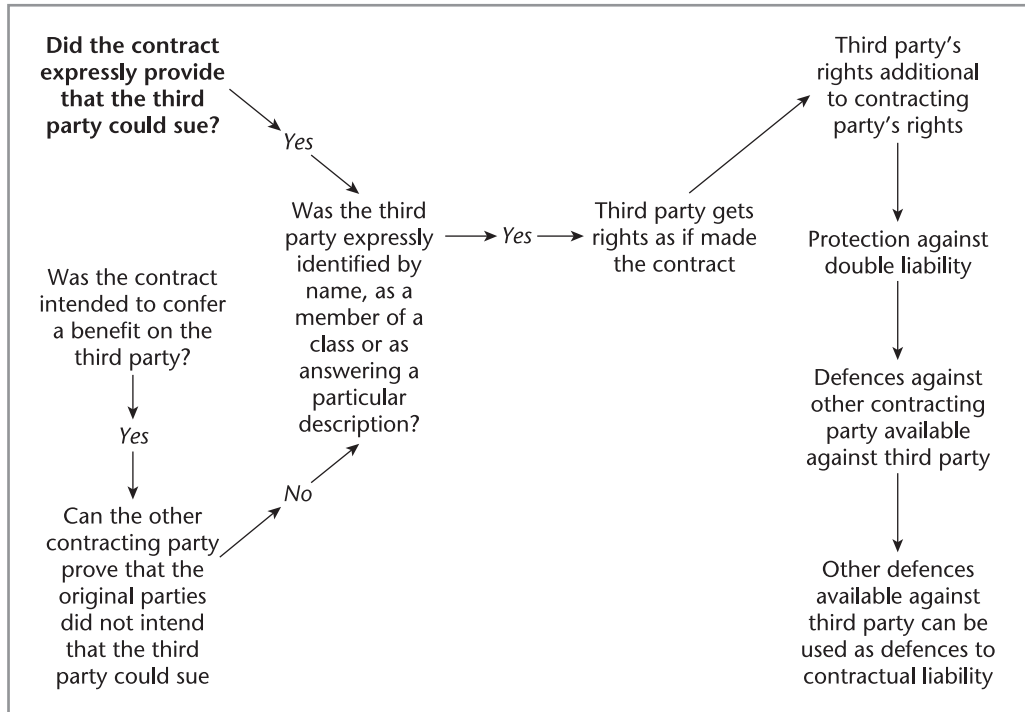 Did the contract
expressly provide
that the third
party could sue?
Yes
Was the contract
intended to confer
a benefit on the
third party?
Yes
Can the other
contracting party
prove that the
original parties
did not intend
that the third
party could sue
No
Was the third
party expressly
identified by
name, as a
member of a
class or as
answering a
particular
description?
Yes
Third party gets
rights as if made
the contract
Third party's
rights additional
to contracting
party's rights
Protection against
double liability
Defences against
other contracting
party available
against third party
Other defences
available against
third party can be
used as defences to
contractual liability